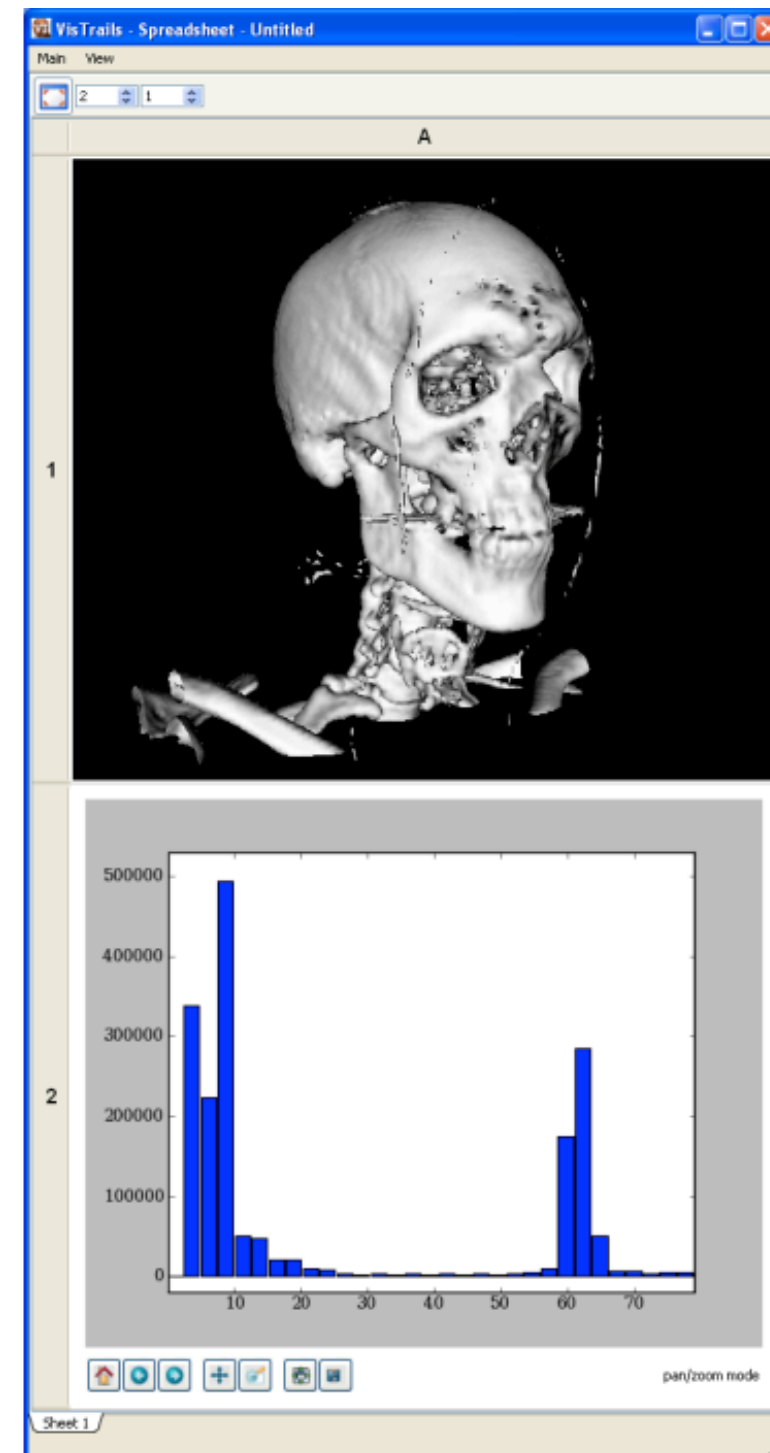 VisTrails - Spreadsheet - Untitled
Main View
2 1
A
1
2
500000
400000
300000
200000
100000
0
10 20 30 40 50 60 70
pan/zoom mode
Sheet 1